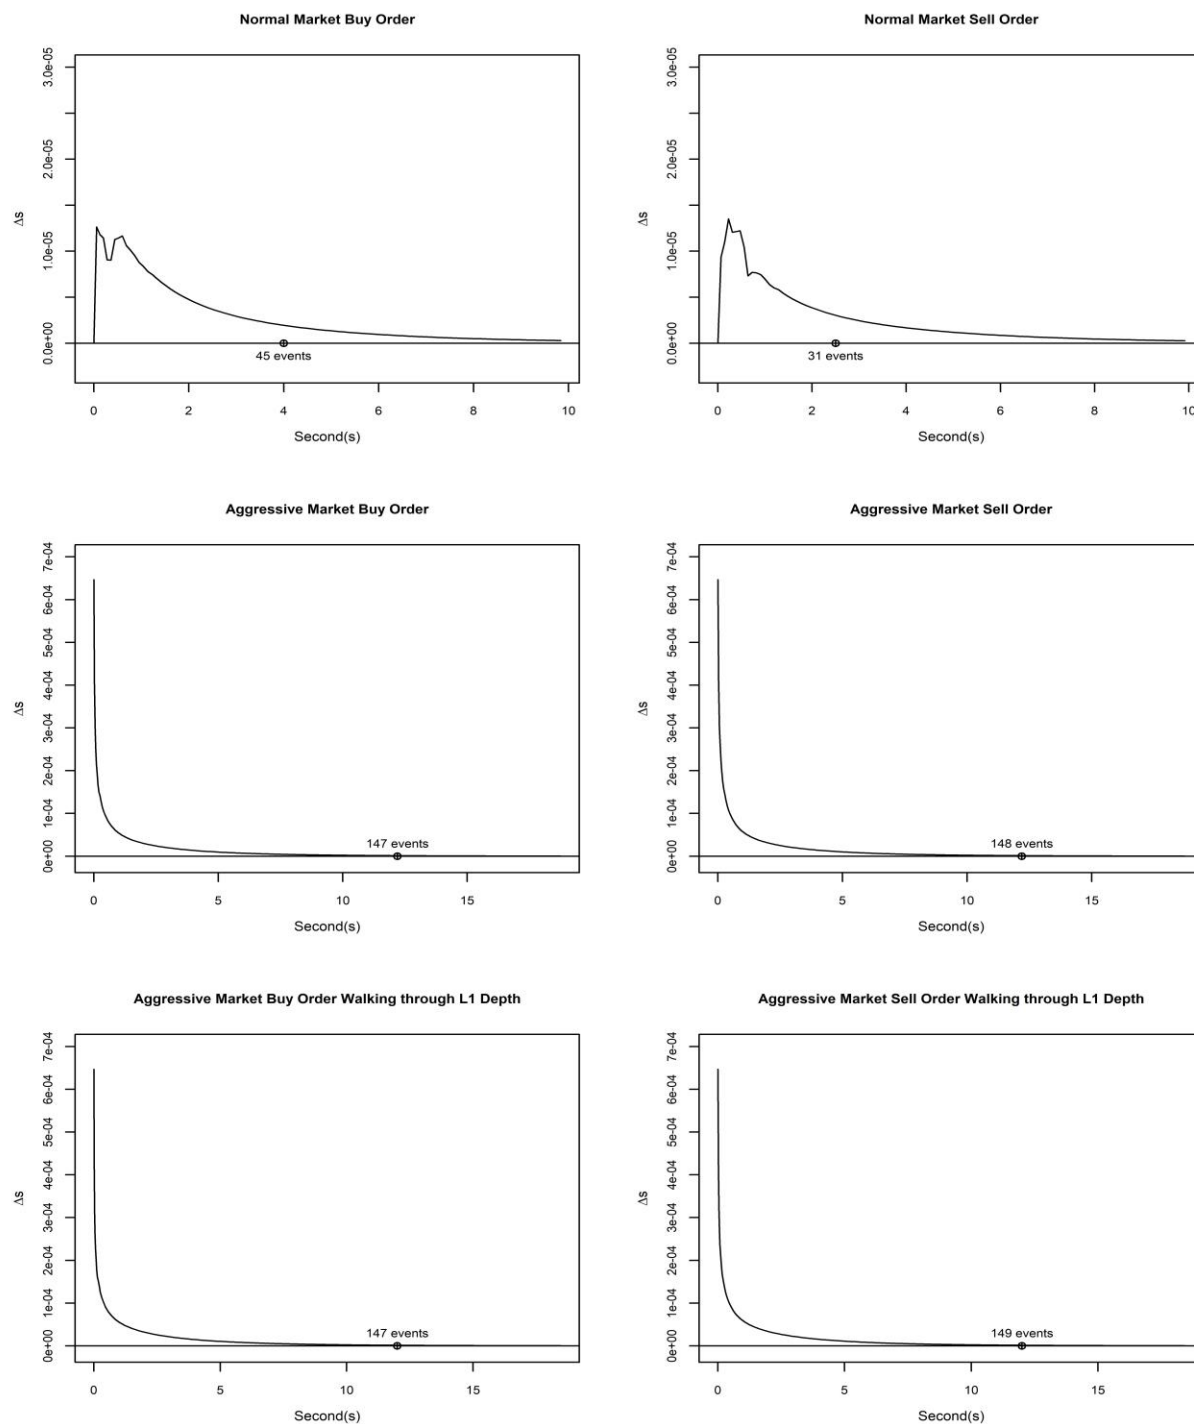 Normal Market Buy Order
3.0e-05
2.0e-05
1.0e-05
0.0e+00
Δs
45 events
0 2 4 6 8 10
Second(s)
Normal Market Sell Order
3.0e-05
2.0e-05
1.0e-05
0.0e+00
Δs
31 events
0 2 4 6 8 10
Second(s)
Aggressive Market Buy Order
7e-04
6e-04
5e-04
4e-04
3e-04
2e-04
1e-04
0e+00
Δs
147 events
0 5 10 15
Second(s)
Aggressive Market Sell Order
7e-04
6e-04
5e-04
4e-04
3e-04
2e-04
1e-04
0e+00
Δs
148 events
0 5 10 15
Second(s)
Aggressive Market Buy Order Walking through L1 Depth
7e-04
6e-04
5e-04
4e-04
3e-04
2e-04
1e-04
0e+00
Δs
147 events
0 5 10 15
Second(s)
Aggressive Market Sell Order Walking through L1 Depth
7e-04
6e-04
5e-04
4e-04
3e-04
2e-04
1e-04
0e+00
Δs
149 events
0 5 10 15
Second(s)